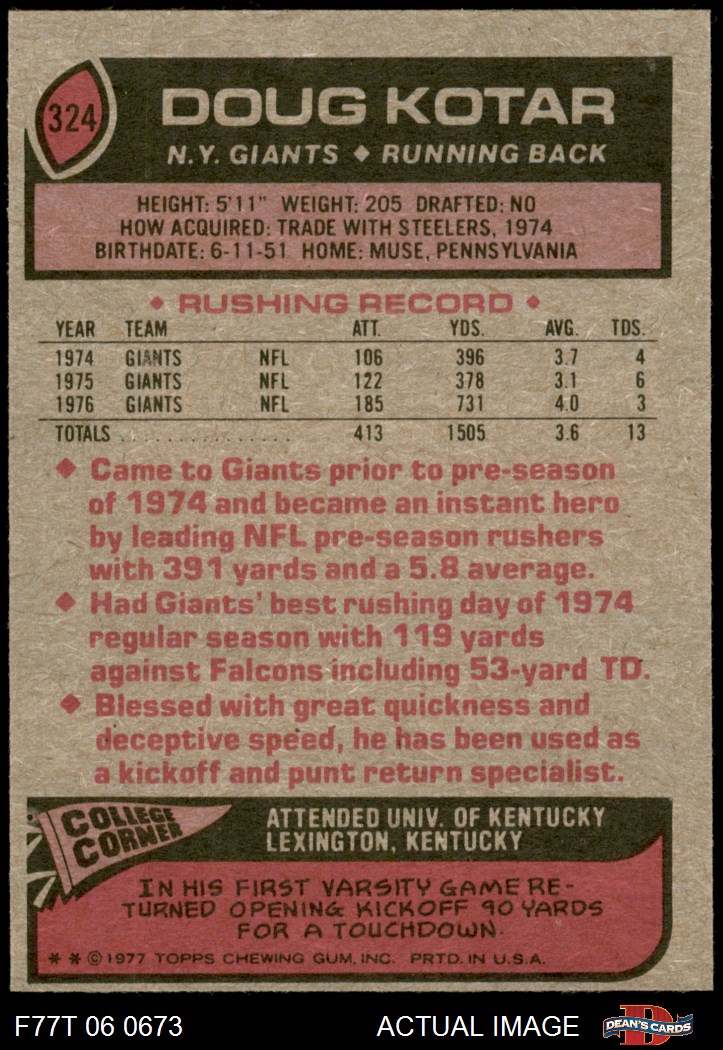 324
DOUG KOTAR
N.Y. GIANTS ◆ RUNNING BACK
HEIGHT: 5'11" WEIGHT: 205 DRAFTED: NO
HOW ACQUIRED: TRADE WITH STEELERS, 1974
BIRTHDATE: 6-11-51 HOME: MUSE, PENNSYLVANIA
◆ RUSHING RECORD ◆
YEAR TEAM ATT. YDS. AVG. TDS.
1974 GIANTS NFL 106 396 3.7 4
1975 GIANTS NFL 122 378 3.1 6
1976 GIANTS NFL 185 731 4.0 3
TOTALS . . . . . . . . . . . . . . . . 413 1505 3.6 13
◆ Came to Giants prior to pre-season
of 1974 and became an instant hero
by leading NFL pre-season rushers
with 391 yards and a 5.8 average.
◆ Had Giants' best rushing day of 1974
regular season with 119 yards
against Falcons including 53-yard TD.
◆ Blessed with great quickness and
deceptive speed, he has been used as
a kickoff and punt return specialist.
COLLEGE
CORNER
ATTENDED UNIV. OF KENTUCKY
LEXINGTON, KENTUCKY
IN HIS FIRST VARSITY GAME RE-
TURNED OPENING KICKOFF 90 YARDS
FOR A TOUCHDOWN.
* * © 1977 TOPPS CHEWING GUM, INC. PRTD. IN U.S.A.
F77T 06 0673 ACTUAL IMAGE
D
DEAN'S CARDS